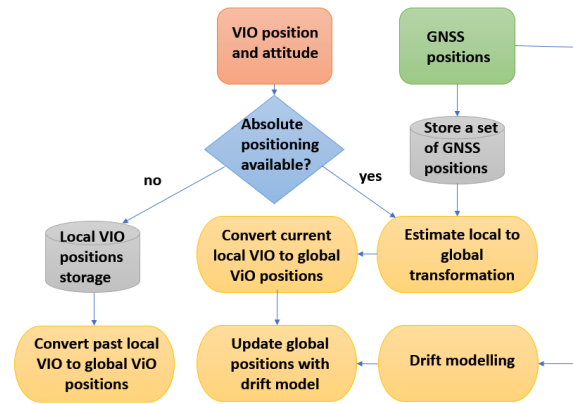 VIO position
and attitude
GNSS
positions
Absolute
positioning
available?
Store a set
of GNSS
positions
no
yes
Local VIO
positions
storage
Convert current
local VIO to global
ViO positions
Estimate local to
global
transformation
Convert past local
VIO to global ViO
positions
Update global
positions with
drift model
Drift modelling